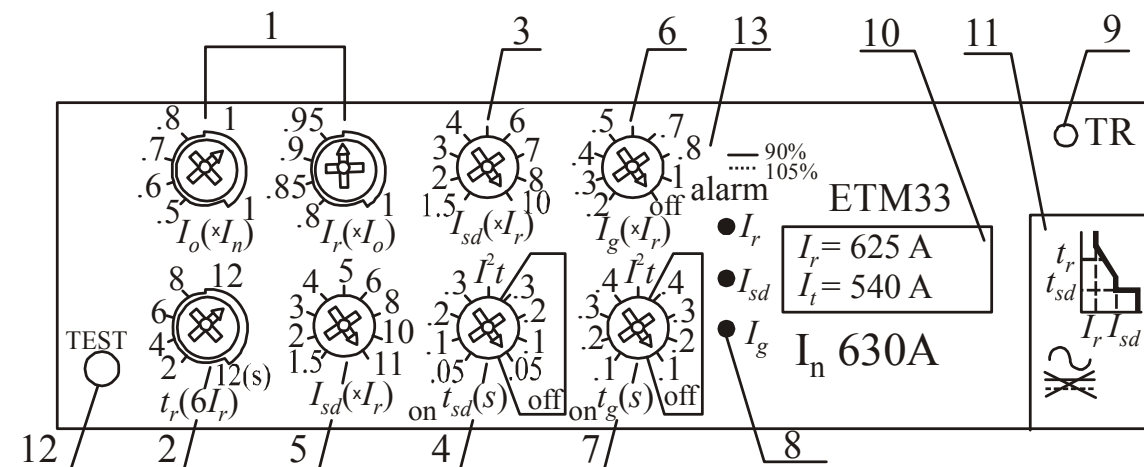 1 3 6 13 10 11 9
.5 .6 .7 .8 1 1
I_o(×I_n)
.8 .85 .9 .95 1
I_r(×I_o)
1.5 2 3 4 6 7 8 10
I_sd(×I_r)
.2 .3 .4 .5 .7 .8 1 off
I_g(×I_r)
90%
105%
alarm
I_r
I_sd
I_g
ETM33
I_r = 625 A
I_t = 540 A
I_n 630A
TR
t_r
t_sd
I_r I_sd
TEST
2 4 6 8 12 12(s)
t_r(6I_r)
1.5 2 3 4 5 6 8 10 11
I_sd(×I_r)
I²t
.05 .1 .2 .3 .3 .2 .1 .05
on t_sd(s) off
I²t
.1 .2 .3 .4 .4 .3 .2 .1
on t_g(s) off
12 2 5 4 7 8